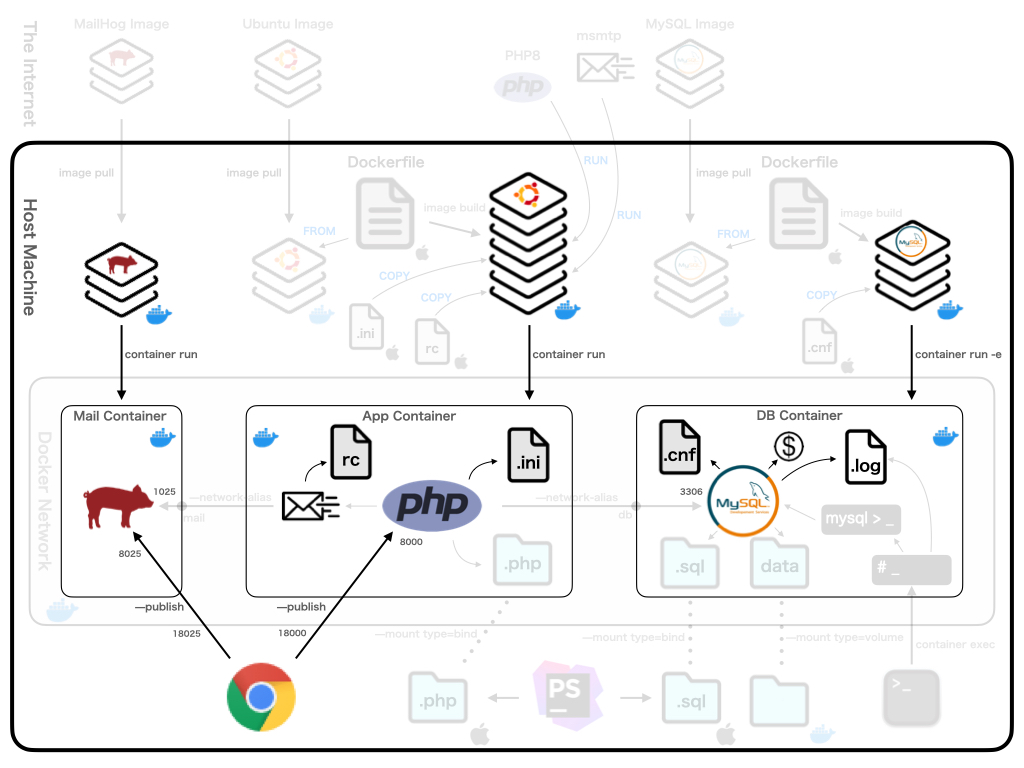 The Internet
MailHog Image
Ubuntu Image
PHP8
php
msmtp
MySQL Image
MySQL
Host Machine
image pull
image pull
Dockerfile
image build
RUN
RUN
image pull
Dockerfile
image build
FROM
COPY
COPY
.ini
rc
FROM
MySQL
MySQL
COPY
.cnf
container run
container run
container run -e
Docker Network
Mail Container
1025
8025
—network-alias
mail
App Container
rc
.ini
php
8000
.php
—network-alias
db
DB Container
.cnf
$
.log
3306
MySQL
mysql > _
.sql
data
# _
—publish
18025
—publish
18000
—mount type=bind
—mount type=bind
—mount type=volume
container exec
.php
PS
.sql
>_